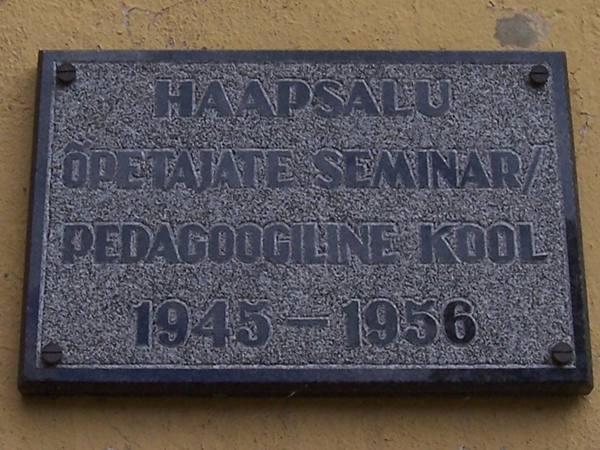 HAAPSALU
ÕPETAJATE SEMINAR/
PEDAGOOGILINE KOOL
1945-1956